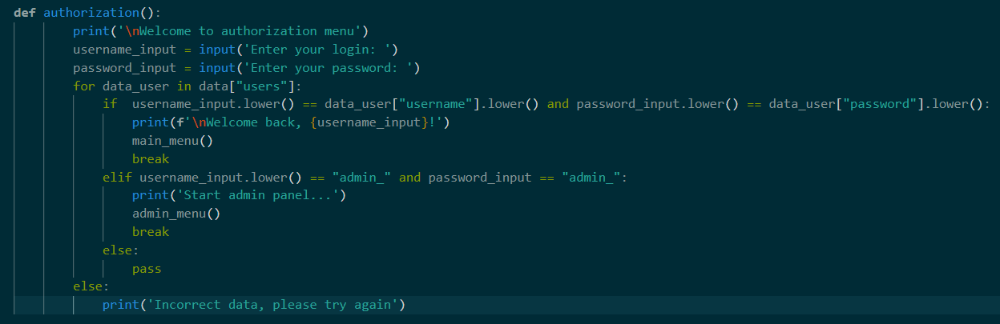 def authorization():
        print('\nWelcome to authorization menu')
        username_input = input('Enter your login: ')
        password_input = input('Enter your password: ')
        for data_user in data["users"]:
            if  username_input.lower() == data_user["username"].lower() and password_input.lower() == data_user["password"].lower():
                print(f'\nWelcome back, {username_input}!')
                main_menu()
                break
            elif username_input.lower() == "admin_" and password_input == "admin_":
                print('Start admin panel...')
                admin_menu()
                break
            else:
                pass
        else:
            print('Incorrect data, please try again')